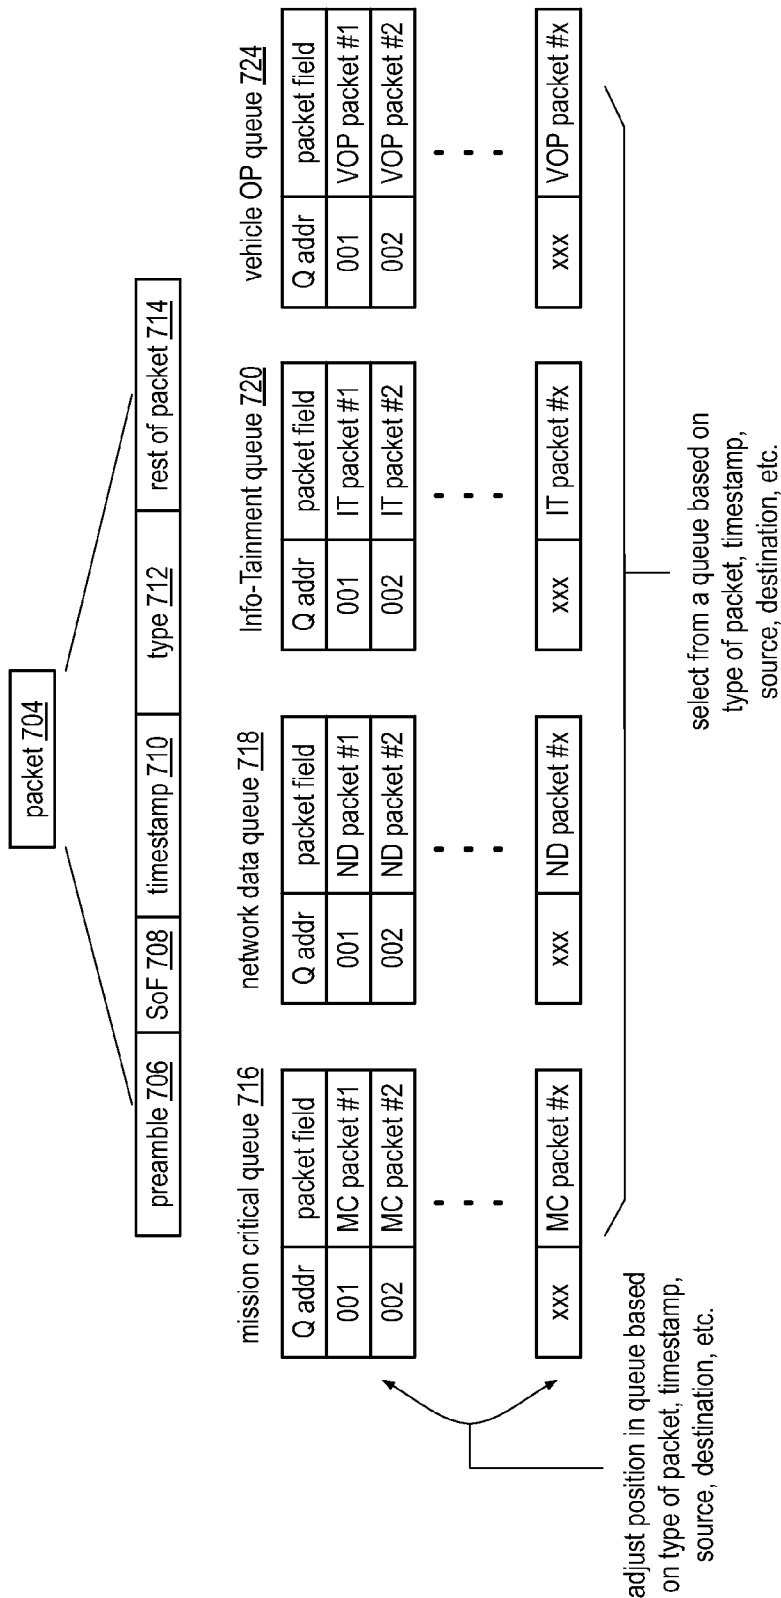 packet 704
preamble 706 SoF 708 timestamp 710 type 712 rest of packet 714
mission critical queue 716
Q addr packet field
001 MC packet #1
002 MC packet #2
xxx MC packet #x
network data queue 718
Q addr packet field
001 ND packet #1
002 ND packet #2
xxx ND packet #x
Info-Tainment queue 720
Q addr packet field
001 IT packet #1
002 IT packet #2
xxx IT packet #x
vehicle OP queue 724
Q addr packet field
001 VOP packet #1
002 VOP packet #2
xxx VOP packet #x
adjust position in queue based
on type of packet, timestamp,
source, destination, etc.
select from a queue based on
type of packet, timestamp,
source, destination, etc.